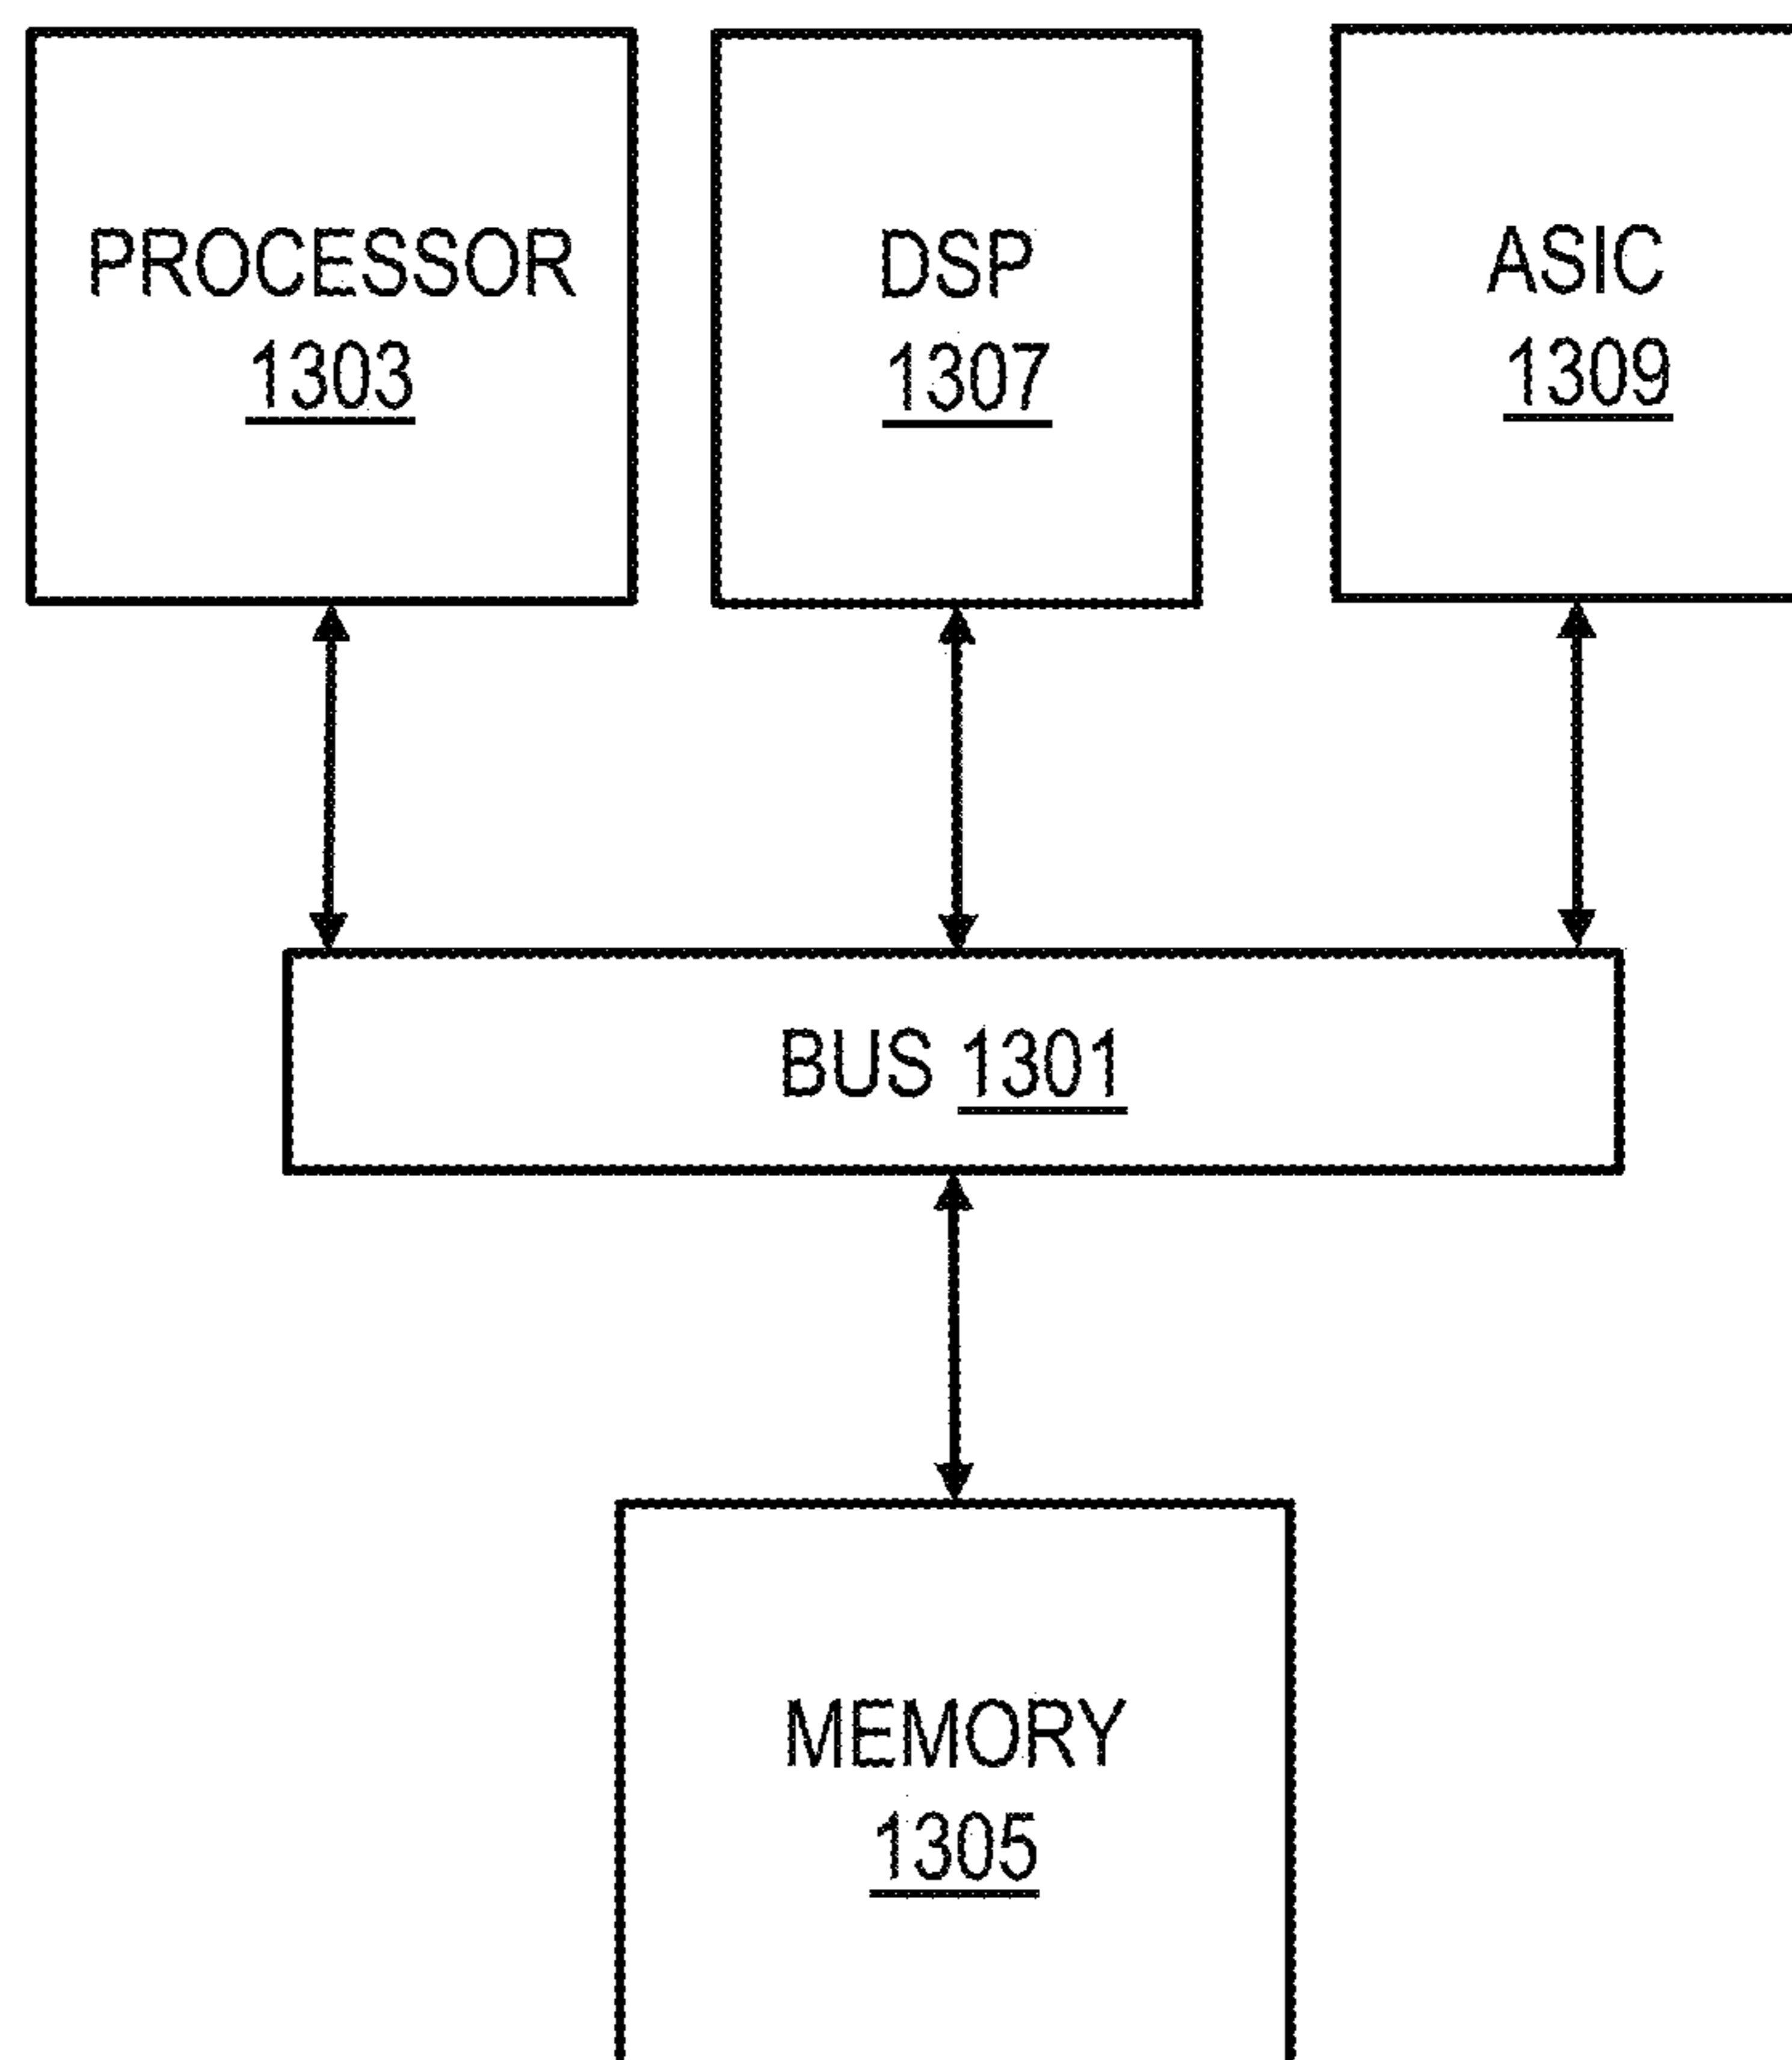 PROCESSOR
1303
DSP
1307
ASIC
1309
BUS 1301
MEMORY
1305